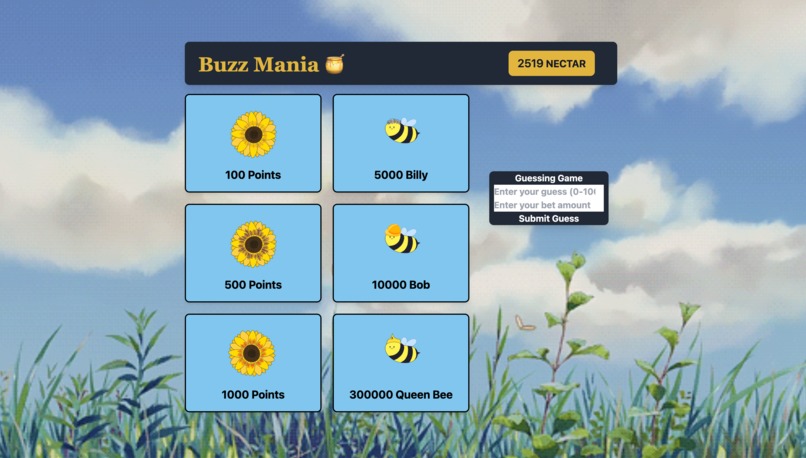 Buzz Mania
2519 NECTAR
100 Points
5000 Billy
500 Points
10000 Bob
1000 Points
300000 Queen Bee
Guessing Game
Enter your guess (0-10
Enter your bet amount
Submit Guess